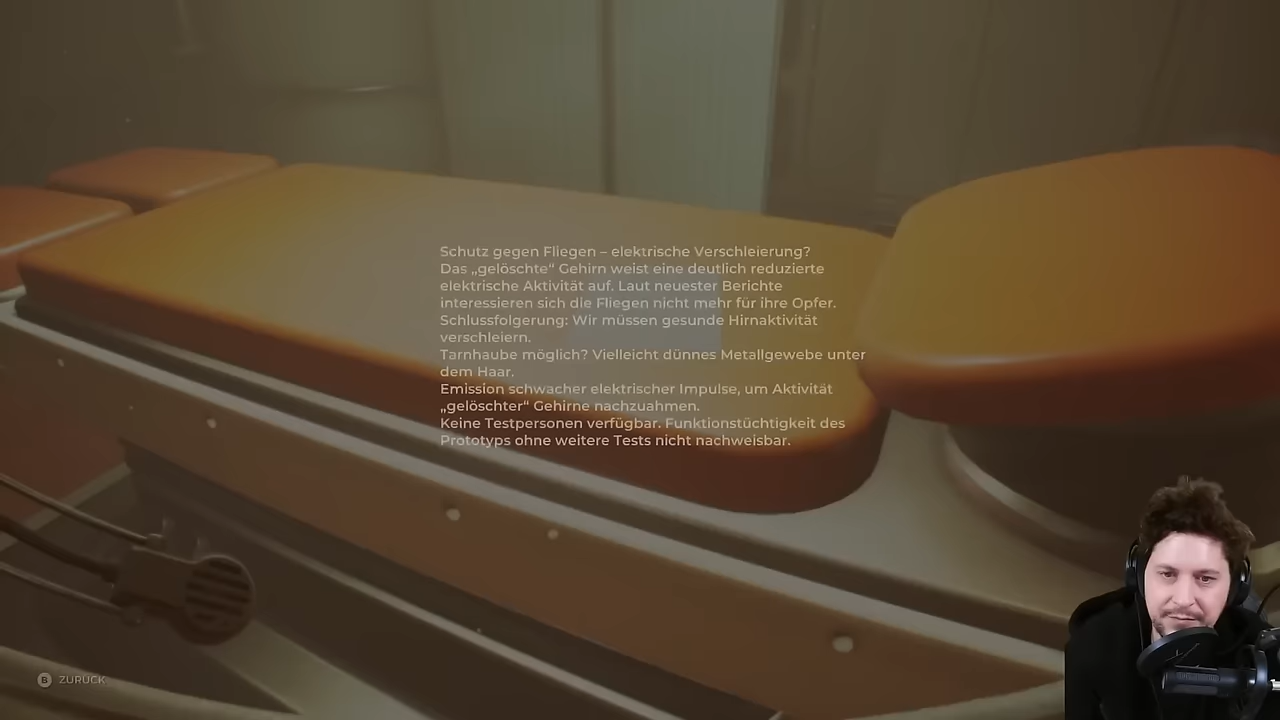 Schutz gegen Fliegen – elektrische Verschleierung?
Das „gelöschte“ Gehirn weist eine deutlich reduzierte
elektrische Aktivität auf. Laut neuester Berichte
interessieren sich die Fliegen nicht mehr für ihre Opfer.
Schlussfolgerung: Wir müssen gesunde Hirnaktivität
verschleiern.
Tarnhaube möglich? Vielleicht dünnes Metallgewebe unter
dem Haar.
Emission schwacher elektrischer Impulse, um Aktivität
„gelöschter“ Gehirne nachzuahmen.
Keine Testpersonen verfügbar. Funktionstüchtigkeit des
Prototyps ohne weitere Tests nicht nachweisbar.
B ZURÜCK